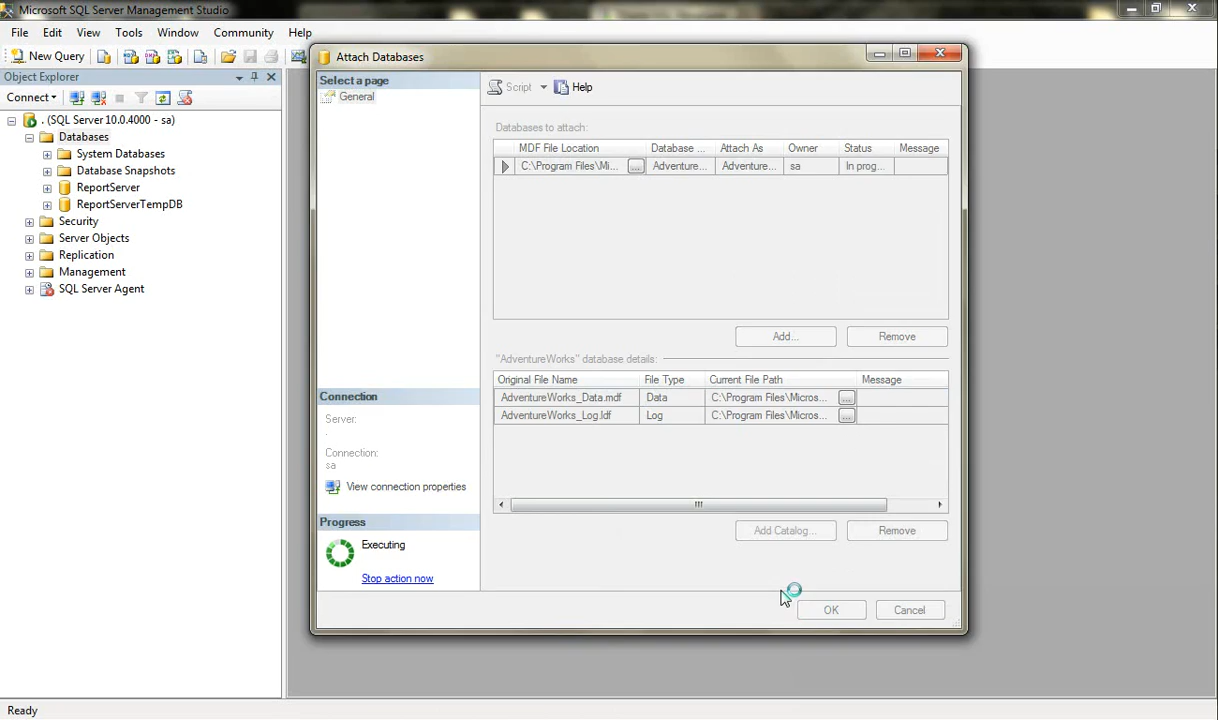 Microsoft SQL Server Management Studio
File Edit View Tools Window Community Help
New Query
Object Explorer
Connect
. (SQL Server 10.0.4000 - sa)
Databases
System Databases
Database Snapshots
ReportServer
ReportServerTempDB
Security
Server Objects
Replication
Management
SQL Server Agent
Attach Databases
Select a page
General
Script Help
Databases to attach:
MDF File Location Database ... Attach As Owner Status Message
C:\Program Files\Mi... ... Adventure... Adventure... sa In prog...
Add... Remove
"AdventureWorks" database details:
Original File Name File Type Current File Path Message
AdventureWorks_Data.mdf Data C:\Program Files\Micros... ...
AdventureWorks_Log.ldf Log C:\Program Files\Micros... ...
Add Catalog... Remove
Connection
Server:
.
Connection:
sa
View connection properties
Progress
Executing
Stop action now
OK Cancel
Ready